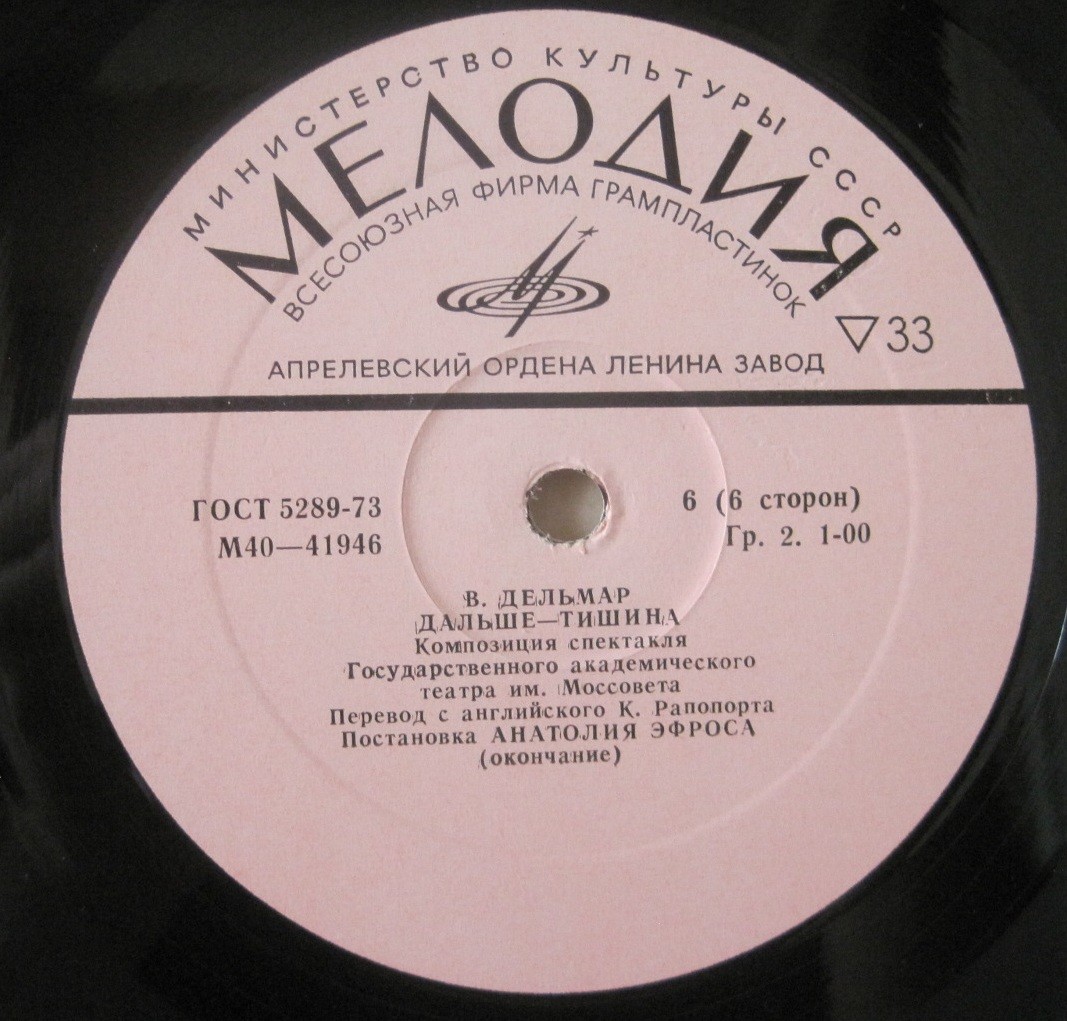 МИНИСТЕРСТВО КУЛЬТУРЫ СССР
МЕЛОДИЯ
ВСЕСОЮЗНАЯ ФИРМА ГРАМПЛАСТИНОК
▽33
АПРЕЛЕВСКИЙ ОРДЕНА ЛЕНИНА ЗАВОД
ГОСТ 5289-73
М40—41946
6 (6 сторон)
Гр. 2. 1-00
В. ДЕЛЬМАР
ДАЛЬШЕ—ТИШИНА
Композиция спектакля
Государственного академического
театра им. Моссовета
Перевод с английского К. Рапопорта
Постановка АНАТОЛИЯ ЭФРОСА
(окончание)